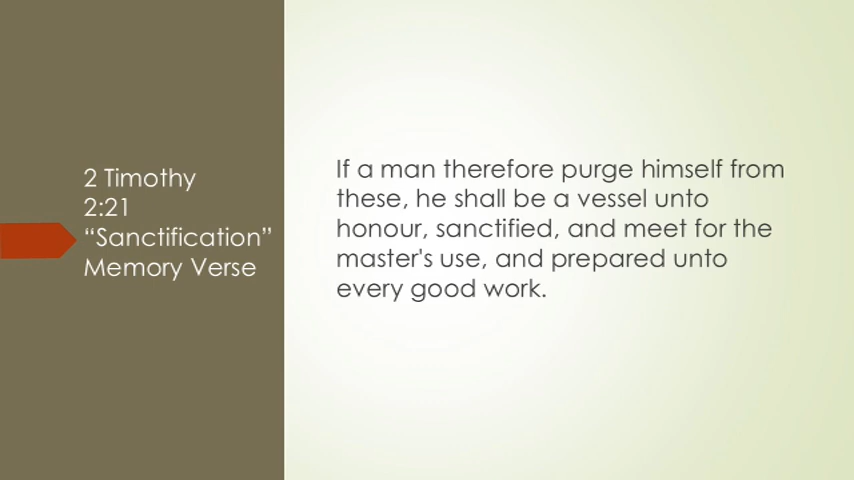 2 Timothy
2:21
“Sanctification”
Memory Verse
If a man therefore purge himself from
these, he shall be a vessel unto
honour, sanctified, and meet for the
master's use, and prepared unto
every good work.